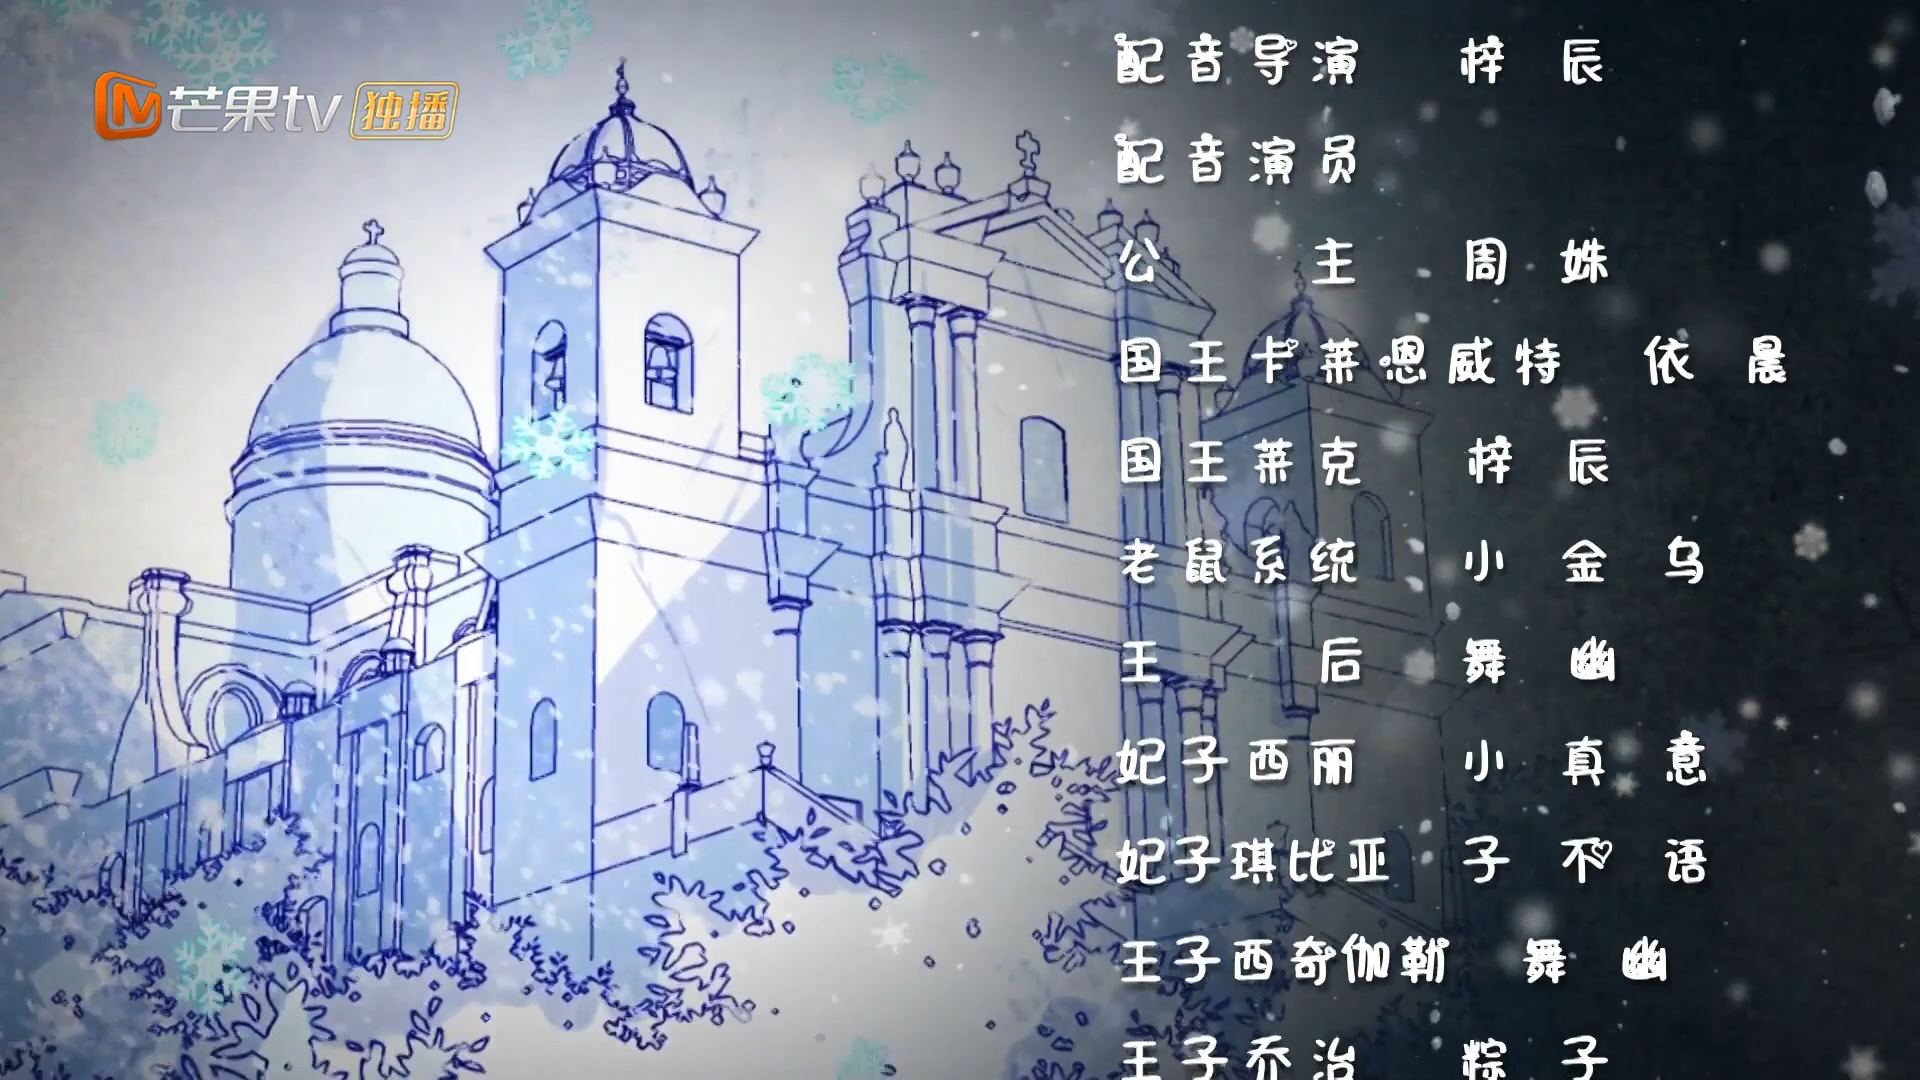 芒果tv 独播
配音导演 梓辰
配音演员
公主 周姝
国王卡莱恩威特 依晨
国王莱克 梓辰
老鼠系统 小金乌
王后 舞幽
妃子西丽 小真意
妃子琪比亚 子不语
王子西奇伽勒 舞幽
王子乔治 粽子